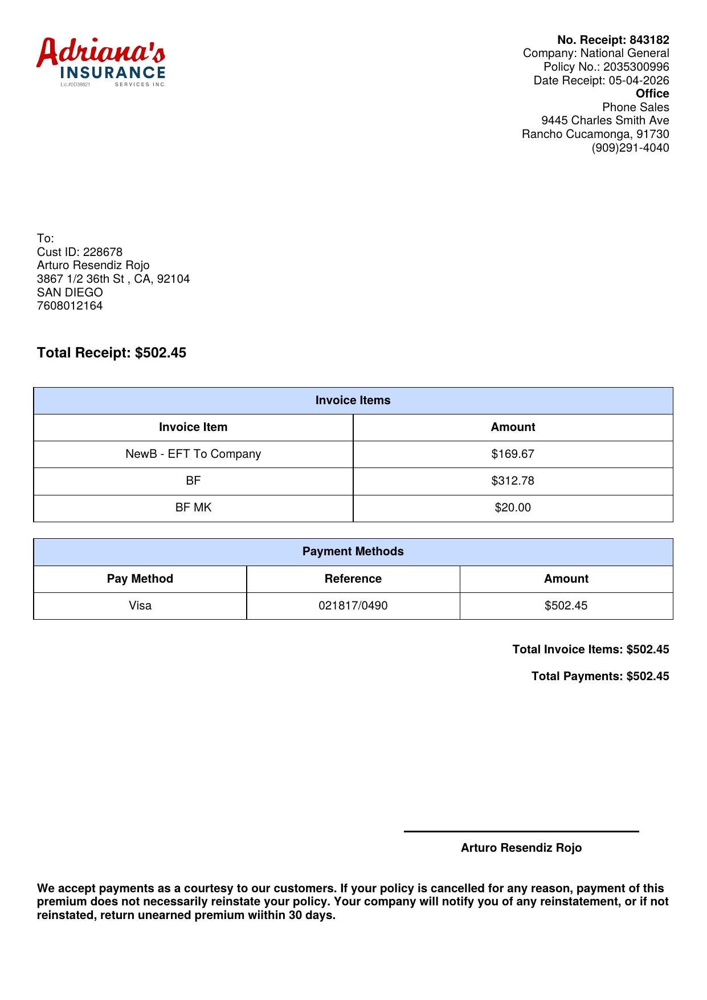 Adriana's
INSURANCE
Lic.#0D36821 SERVICES INC.
No. Receipt: 843182
Company: National General
Policy No.: 2035300996
Date Receipt: 05-04-2026
Office
Phone Sales
9445 Charles Smith Ave
Rancho Cucamonga, 91730
(909)291-4040
To:
Cust ID: 228678
Arturo Resendiz Rojo
3867 1/2 36th St , CA, 92104
SAN DIEGO
7608012164
Total Receipt: $502.45
Invoice Items
Invoice Item Amount
NewB - EFT To Company $169.67
BF $312.78
BF MK $20.00
Payment Methods
Pay Method Reference Amount
Visa 021817/0490 $502.45
Total Invoice Items: $502.45
Total Payments: $502.45
Arturo Resendiz Rojo
We accept payments as a courtesy to our customers. If your policy is cancelled for any reason, payment of this
premium does not necessarily reinstate your policy. Your company will notify you of any reinstatement, or if not
reinstated, return unearned premium wiithin 30 days.